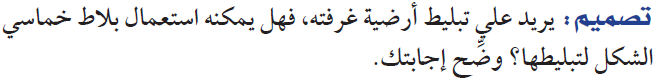 تصميم: يريد علي تبليط أرضية غرفته، فهل يمكنه استعمال بلاط خماسي
الشكل لتبليطها؟ وضِّح إجابتك.